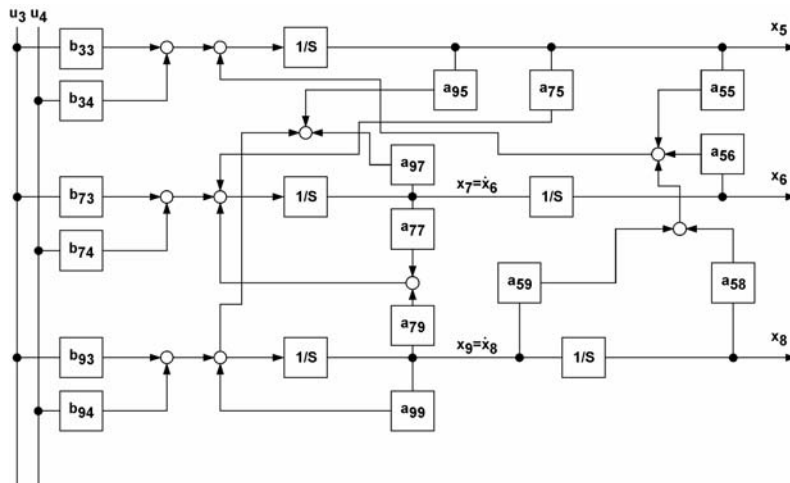 u3 u4
b33 1/S x5
b34 a95 a75 a55
a97 a56
b73 1/S x7=ẋ6 1/S x6
b74 a77
a59 a58
a79
b93 1/S x9=ẋ8 1/S x8
b94 a99